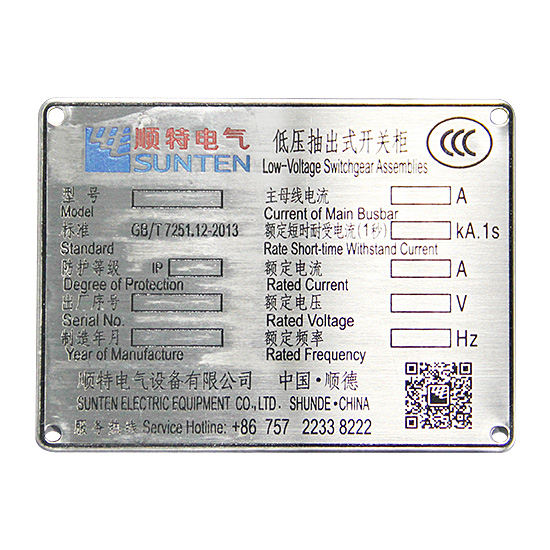 顺特电气
SUNTEN
低压抽出式开关柜
Low-Voltage Switchgear Assemblies
CCC
型号
Model
主母线电流 A
Current of Main Busbar
标准 GB/T 7251.12-2013
Standard
额定短时耐受电流(1秒) kA.1s
Rate Short-time Withstand Current
防护等级 IP
Degree of Protection
额定电流 A
Rated Current
出厂序号
Serial No.
额定电压 V
Rated Voltage
制造年月
Year of Manufacture
额定频率 Hz
Rated Frequency
顺特电气设备有限公司 中国·顺德
SUNTEN ELECTRIC EQUIPMENT CO., LTD. SHUNDE·CHINA
服务热线 Service Hotline: +86 757 2233 8222